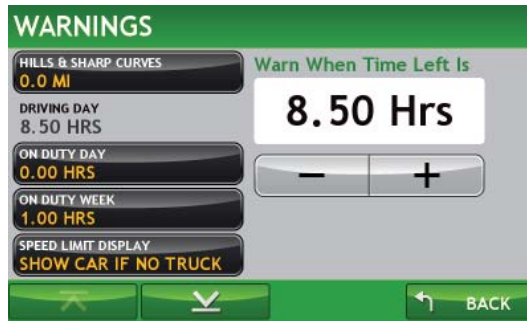 WARNINGS
HILLS & SHARP CURVES
0.0 MI
DRIVING DAY
8.50 HRS
ON DUTY DAY
0.00 HRS
ON DUTY WEEK
1.00 HRS
SPEED LIMIT DISPLAY
SHOW CAR IF NO TRUCK
Warn When Time Left Is
8.50 Hrs
− +
BACK